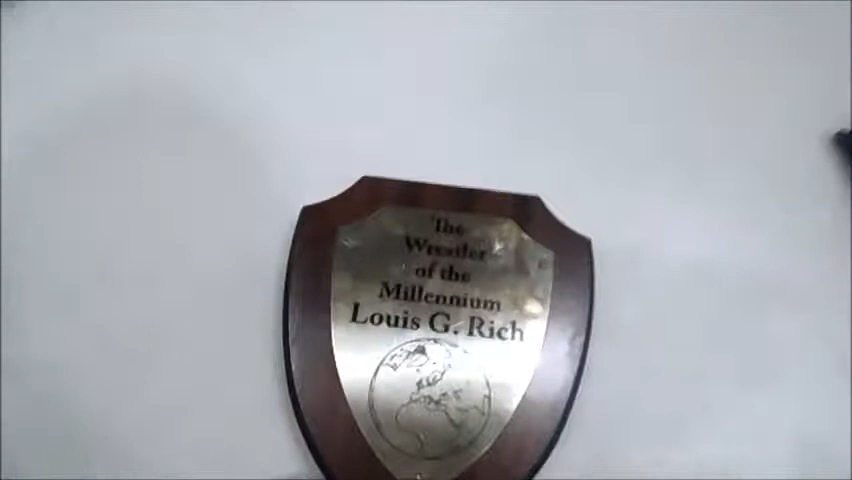 The
Wrestler
of the
Millennium
Louis G. Rich